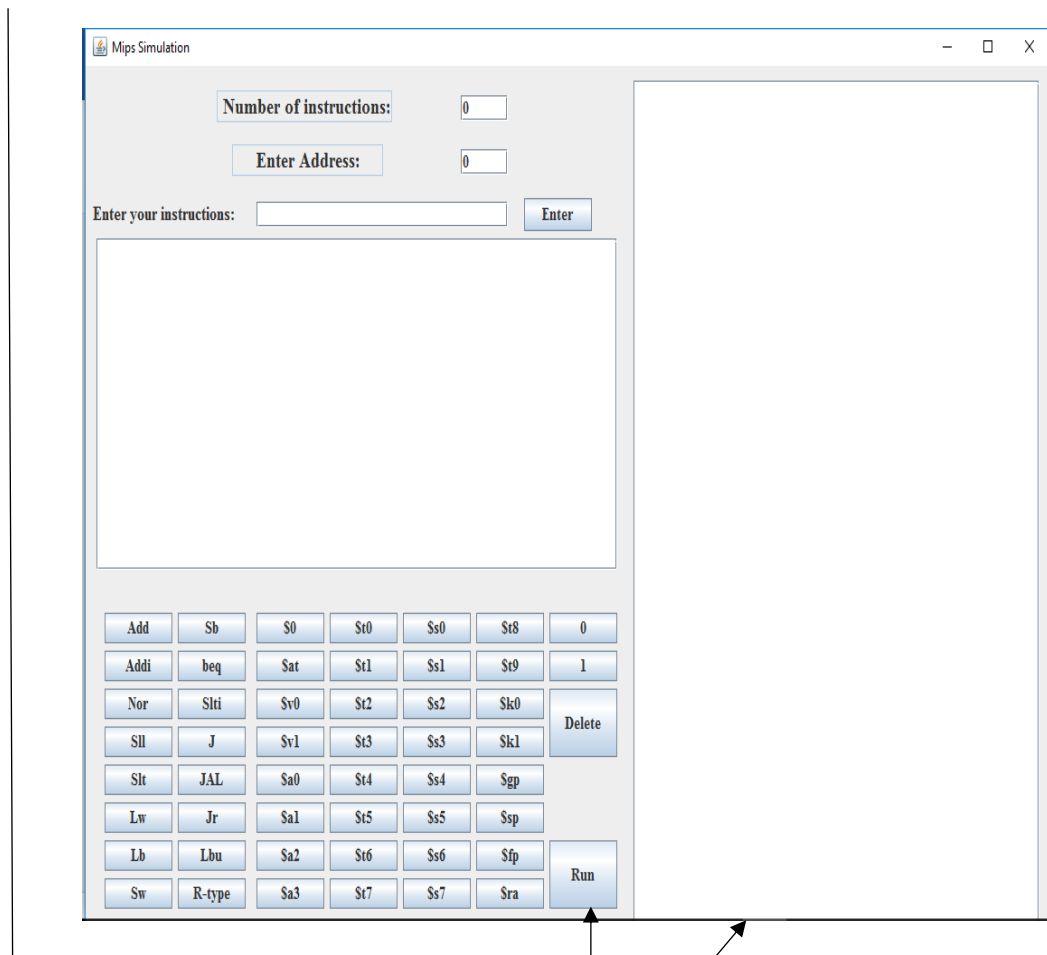 Mips Simulation
Number of instructions: 0
Enter Address: 0
Enter your instructions: Enter
Add Sb $0 $t0 $s0 $t8 0
Addi beq $at $t1 $s1 $t9 1
Nor Slti $v0 $t2 $s2 $k0
Delete
Sll J $v1 $t3 $s3 $k1
Slt JAL $a0 $t4 $s4 $gp
Lw Jr $a1 $t5 $s5 $sp
Lb Lbu $a2 $t6 $s6 $fp
Run
Sw R-type $a3 $t7 $s7 $ra